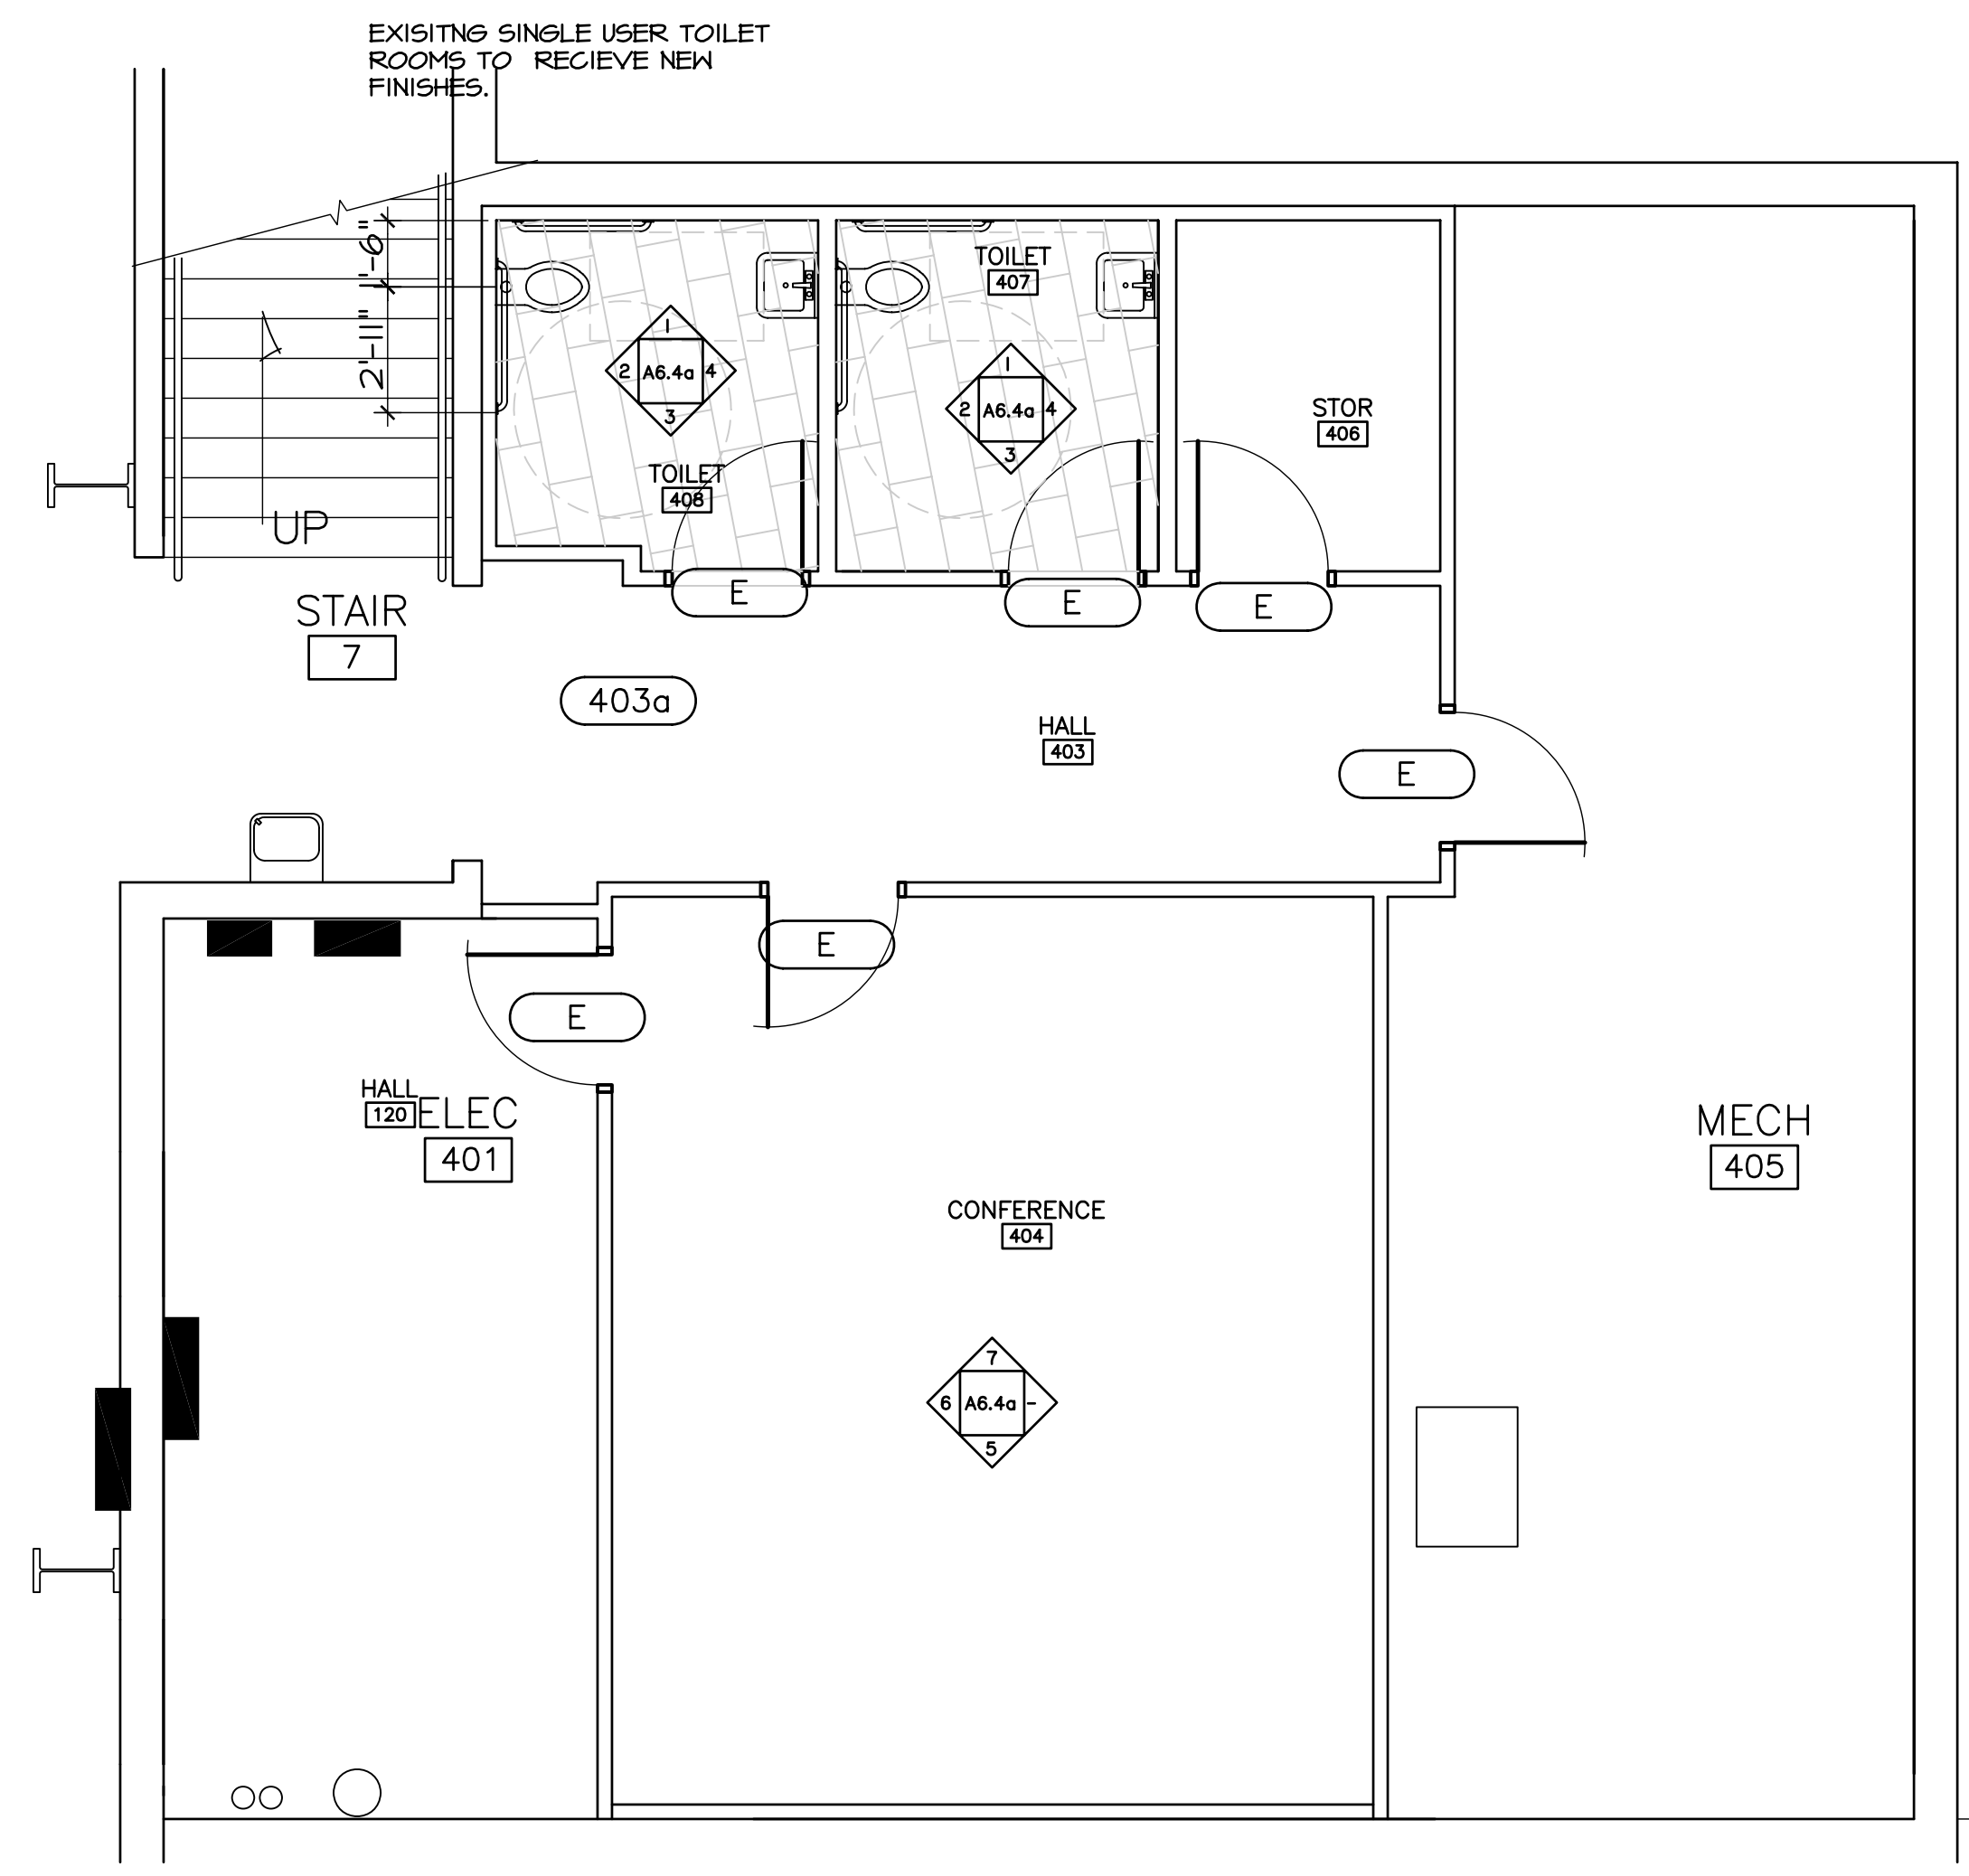 EXISITNG SINGLE USER TOILET
ROOMS TO RECIEVE NEW
FINISHES.
1'-6"
2'-11"
UP
STAIR
7
1
2 A6.4a 4
3
TOILET
408
TOILET
407
1
2 A6.4a 4
3
STOR
406
E
E
E
403a
HALL
403
E
E
E
HALL
120
ELEC
401
CONFERENCE
404
MECH
405
7
6 A6.4a -
5